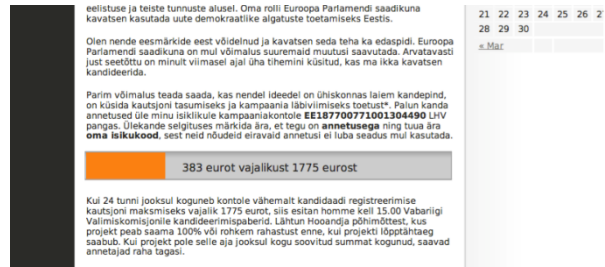 eelistuse ja teiste tunnuste alusel. Oma rolli Euroopa Parlamendi saadikuna
kavatsen kasutada uute demokraatlike algatuste toetamiseks Eestis.
Olen nende eesmärkide eest võidelnud ja kavatsen seda teha ka edaspidi. Euroopa
Parlamendi saadikuna on mul võimalus suuremaid muutusi saavutada. Arvatavasti
just seetõttu on minult viimasel ajal üha tihemini küsitud, kas ma ikka kavatsen
kandideerida.
Parim võimalus teada saada, kas nendel ideedel on ühiskonnas laiem kandepind,
on küsida kautsjoni tasumiseks ja kampaania läbiviimiseks toetust*. Palun kanda
annetused üle minu isiklikule kampaaniakontole EE187700771001304490 LHV
pangas. Ülekande selgituses märkida ära, et tegu on annetusega ning tuua ära
oma isikukood, sest neid nõudeid eiravaid annetusi ei luba seadus mul kasutada.
383 eurot vajalikust 1775 eurost
Kui 24 tunni jooksul koguneb kontole vähemalt kandidaadi registreerimise
kautsjoni maksmiseks vajalik 1775 eurot, siis esitan homme kell 15.00 Vabariigi
Valimiskomisjonile kandideerimispaberid. Lähtun Hooandja põhimõttest, kus
projekt peab saama 100% või rohkem rahastust enne, kui projekti lõpptähtaeg
saabub. Kui projekt pole selle aja jooksul kogu soovitud summat kogunud, saavad
annetajad raha tagasi.
21 22 23 24 25 26
28 29 30
« Mar